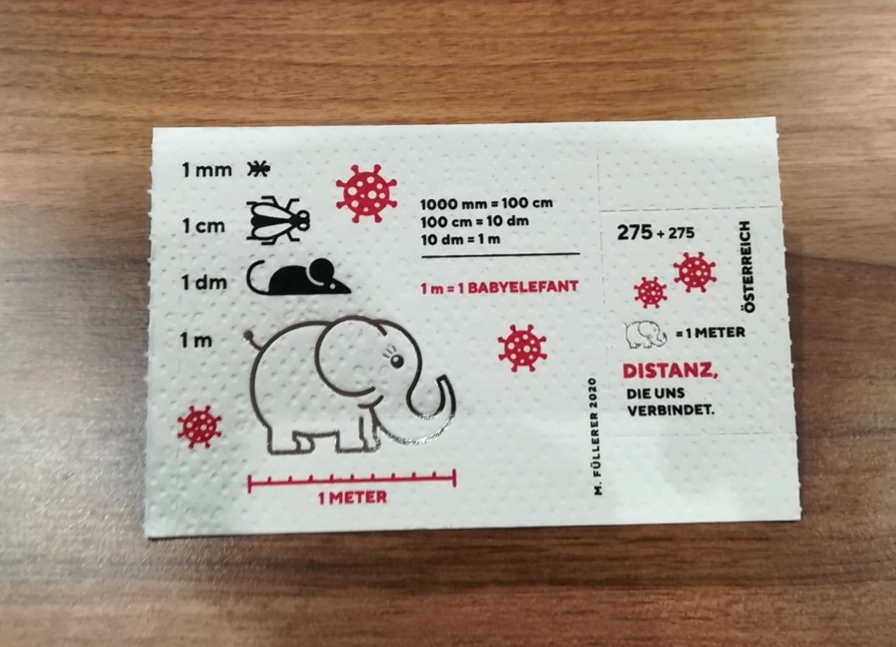 1 mm
1 cm
1 dm
1 m
1000 mm = 100 cm
100 cm = 10 dm
10 dm = 1 m
1 m = 1 BABYELEFANT
1 METER
M. FÜLLERER 2020
275 + 275
ÖSTERREICH
= 1 METER
DISTANZ,
DIE UNS
VERBINDET.